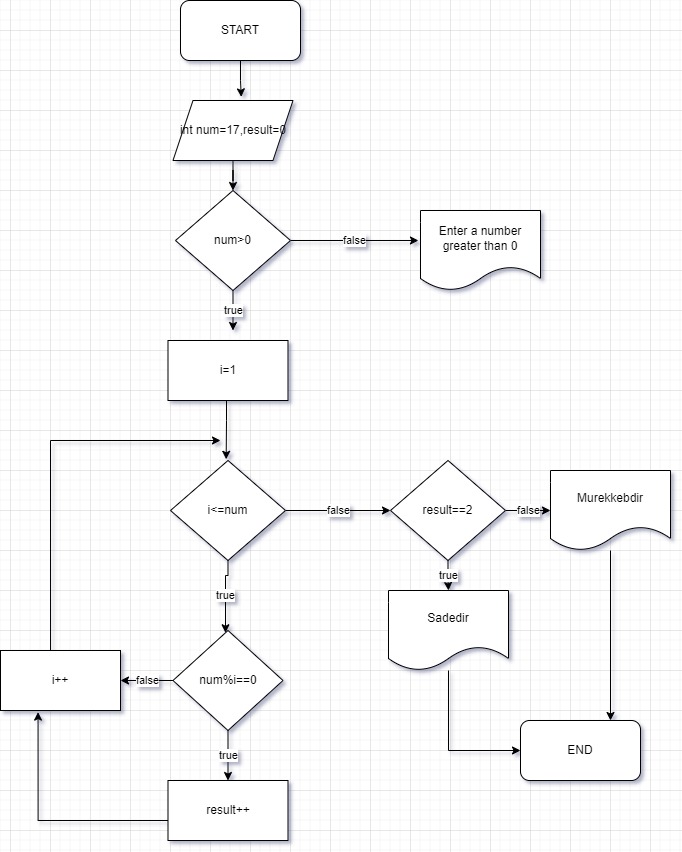 START
int num=17,result=0
num>0
false
Enter a number
greater than 0
true
i=1
i<=num
false
result==2
false
Murekkebdir
true
true
Sadedir
i++
false
num%i==0
true
END
result++